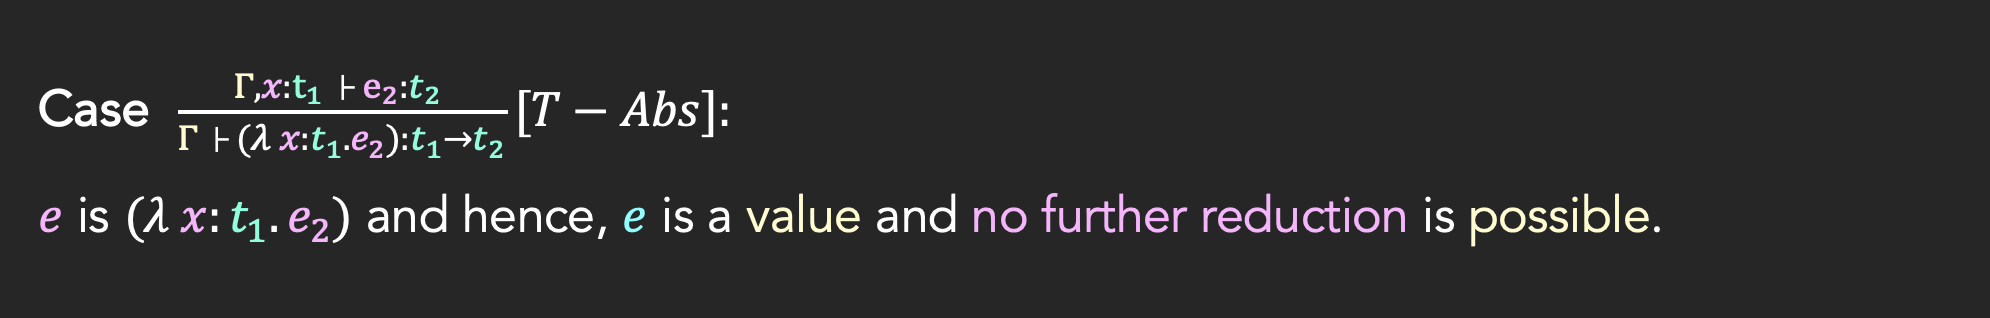 Case Γ,x:t₁ ⊢ e₂:t₂
Γ ⊢ (λ x:t₁.e₂):t₁→t₂ [T − Abs]:
e is (λ x: t₁. e₂) and hence, e is a value and no further reduction is possible.